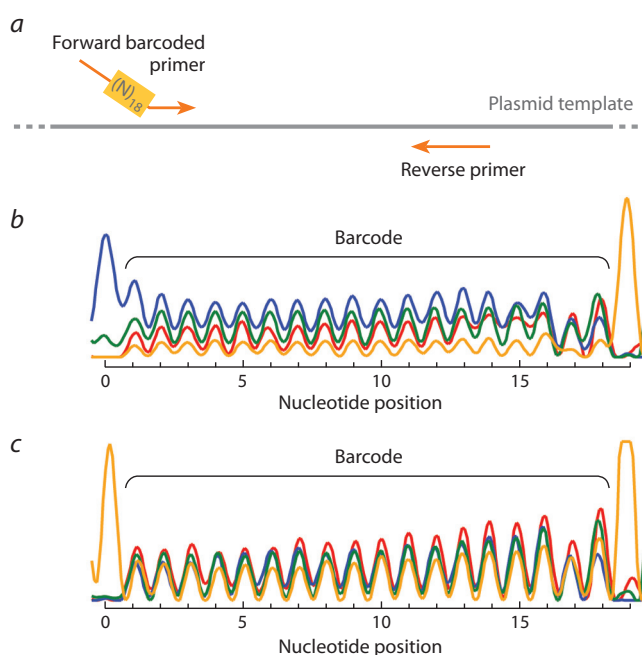 a
Forward barcoded
primer
(N)18
Plasmid template
Reverse primer
b
Barcode
0 5 10 15
Nucleotide position
c
Barcode
0 5 10 15
Nucleotide position